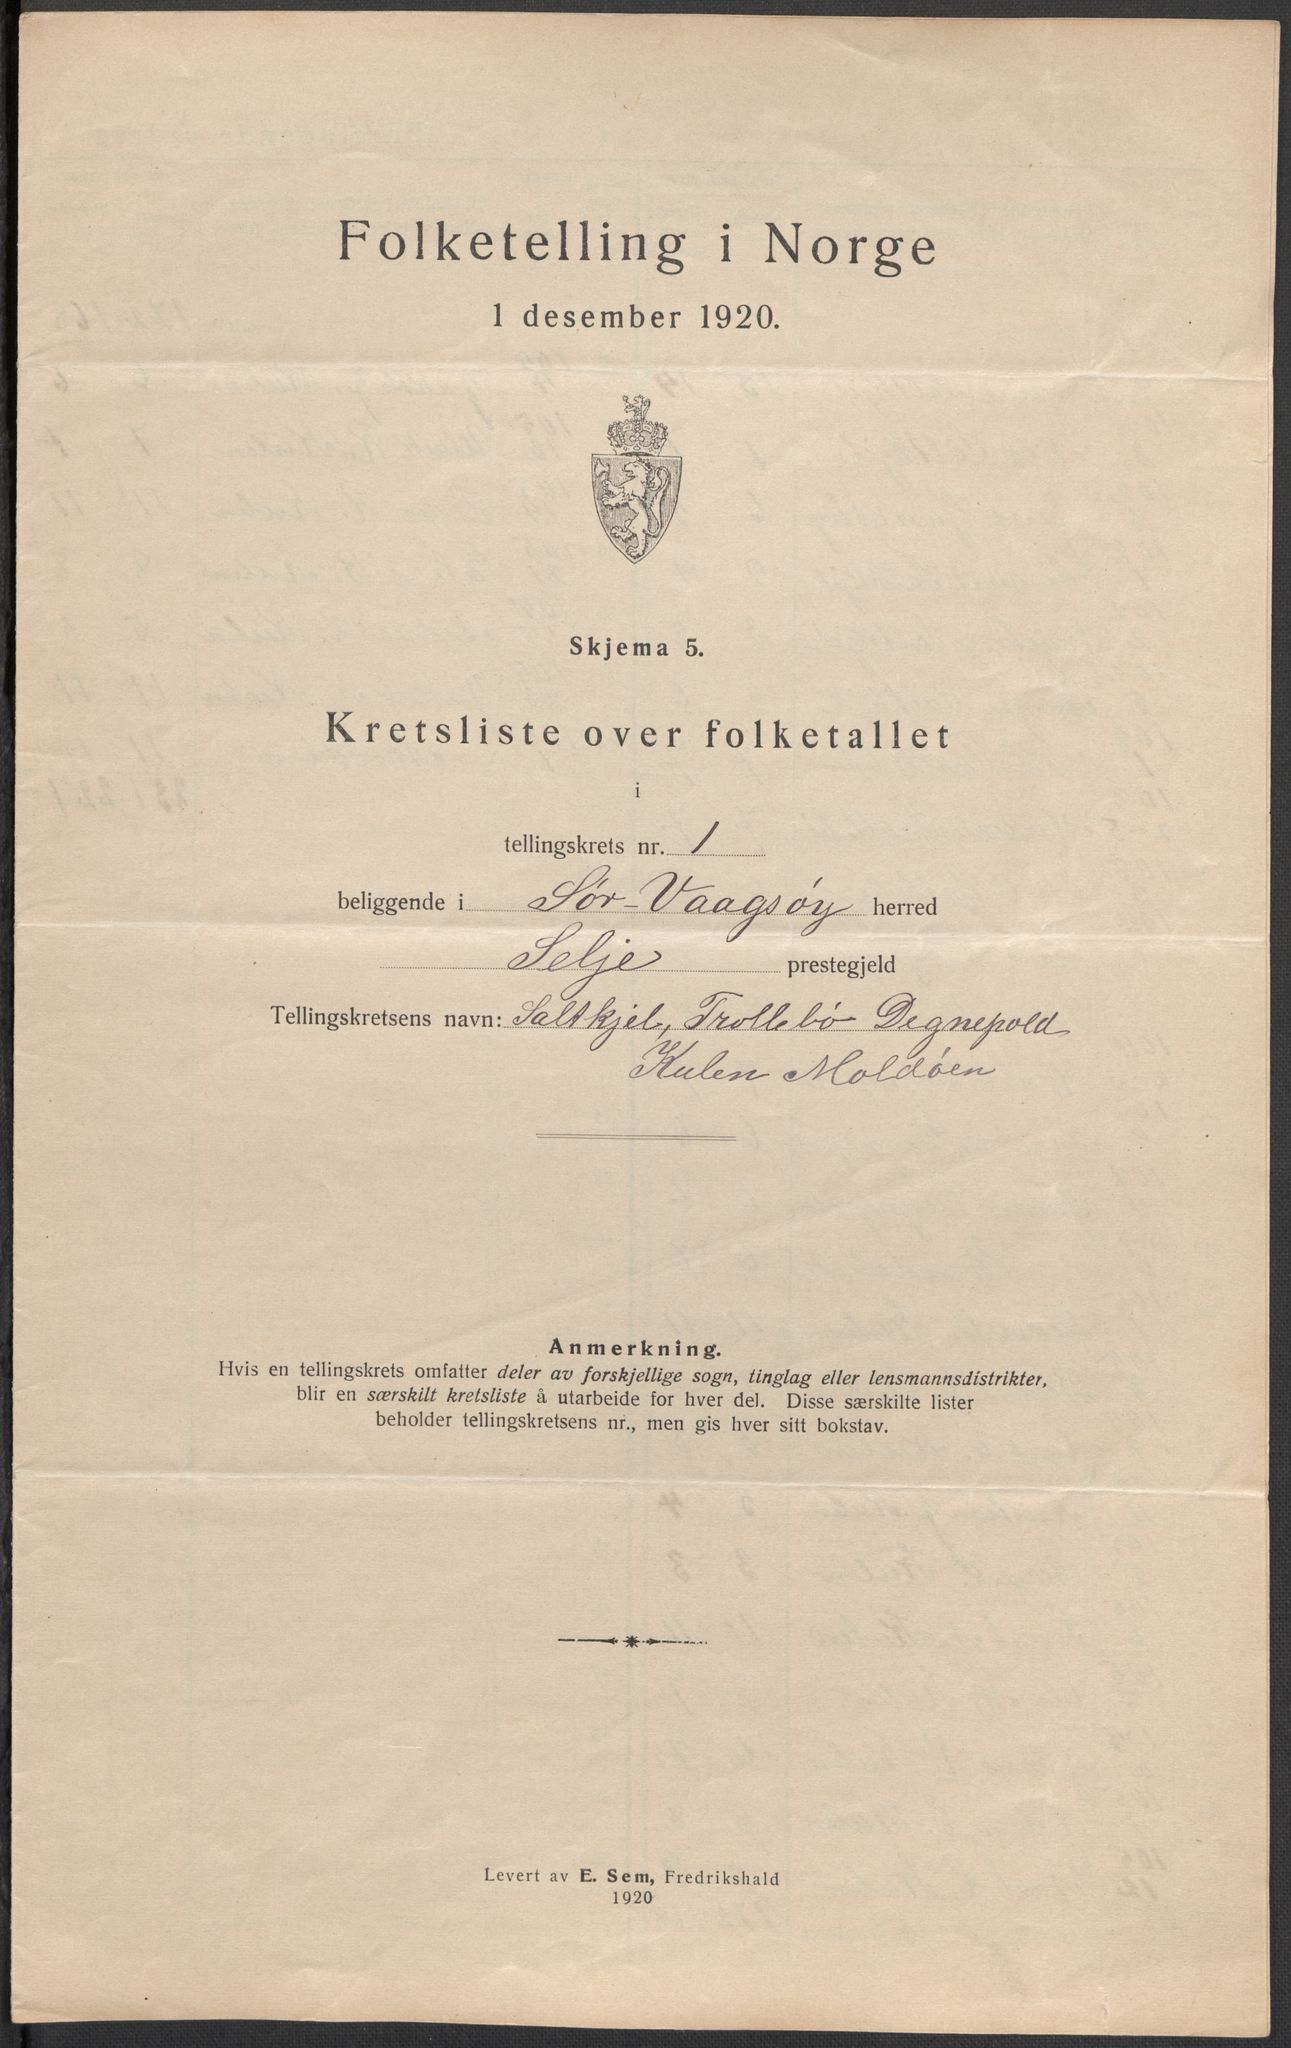 Folketelling i Norge
1 desember 1920.
Skjema 5.
Kretsliste over folketallet
i
tellingskrets nr. 1
beliggende i Sør-Vaagsøy herred
Selje prestegjeld
Tellingskretsens navn: Saltkjel, Trollebø Degnepold
Kulen Moldøen
Anmerkning.
Hvis en tellingskrets omfatter deler av forskjellige sogn, tinglag eller lensmannsdistrikter,
blir en særskilt kretsliste å utarbeide for hver del. Disse særskilte lister
beholder tellingskretsens nr., men gis hver sitt bokstav.
Levert av E. Sem, Fredrikshald
1920